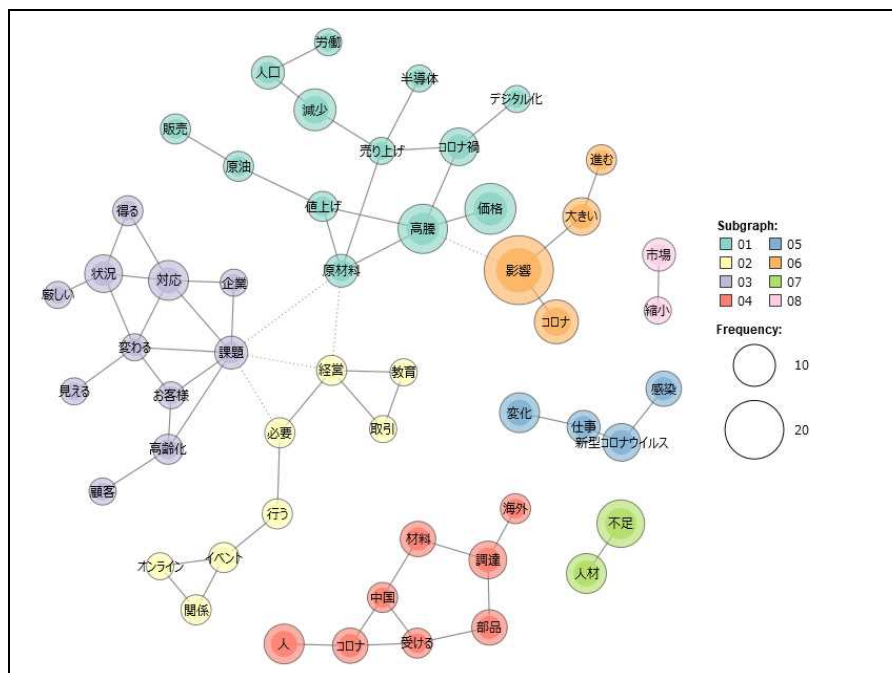 労働
人口
半導体
減少
デジタル化
販売
売り上げ
コロナ禍
原油
進む
得る
値上げ
価格
大きい
高騰
状況
対応
企業
原材料
影響
厳しい
コロナ
変わる
課題
見える
お客様
経営
教育
必要
取引
高齢化
顧客
行う
イベント
オンライン
関係
市場
縮小
感染
変化
仕事
新型コロナウイルス
海外
不足
材料
調達
人材
中国
部品
人
コロナ
受ける
Subgraph:
01 05
02 06
03 07
04 08
Frequency:
10
20